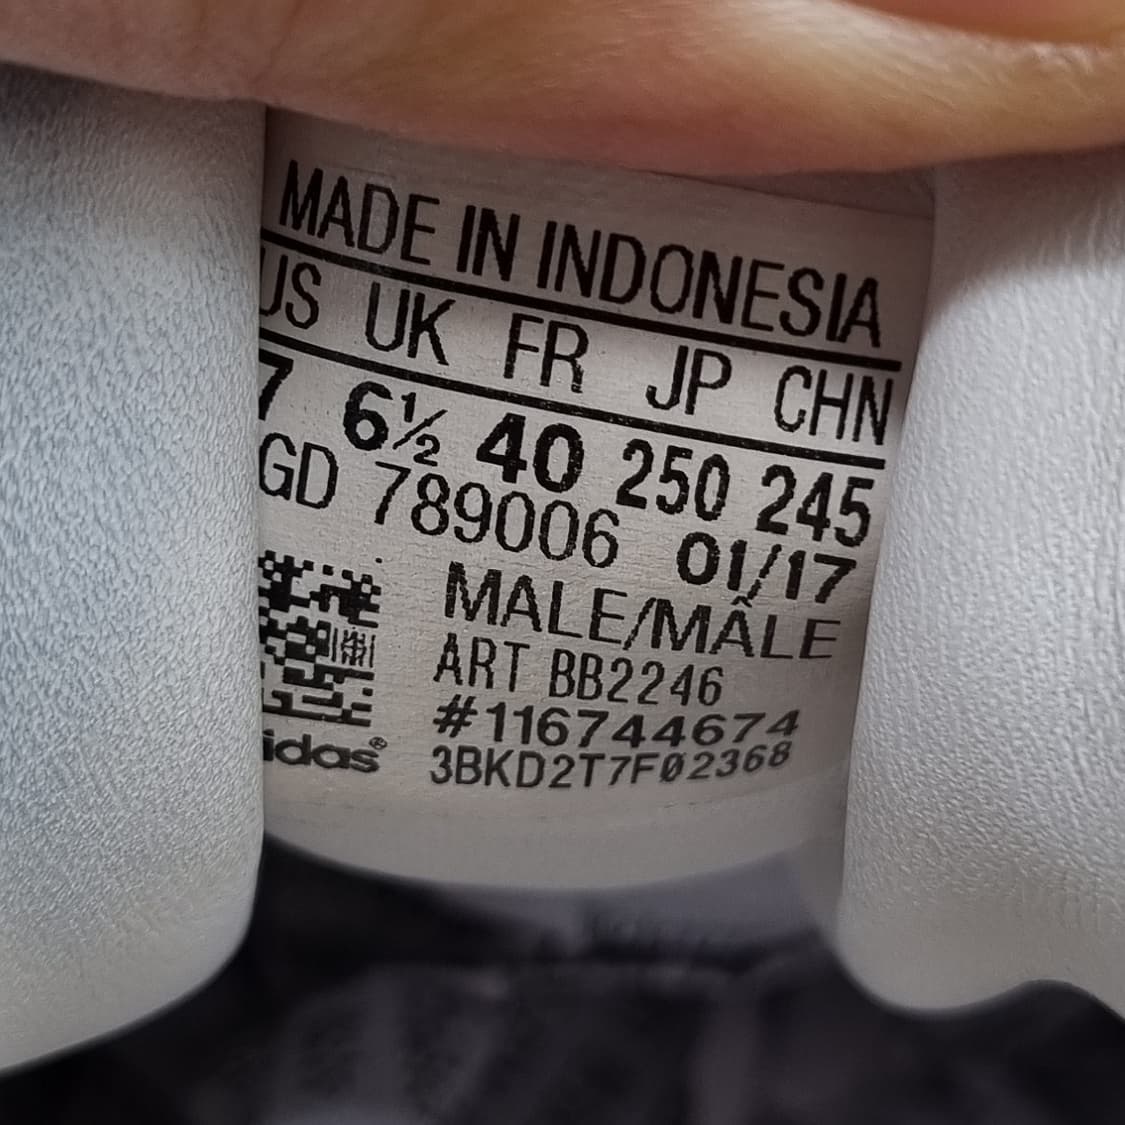 MADE IN INDONESIA
US UK FR JP CHN
7 6½ 40 250 245
GD 789006 01/17
MALE/MÂLE
ART BB2246
#116744674
3BKD2T7F02368
idas®